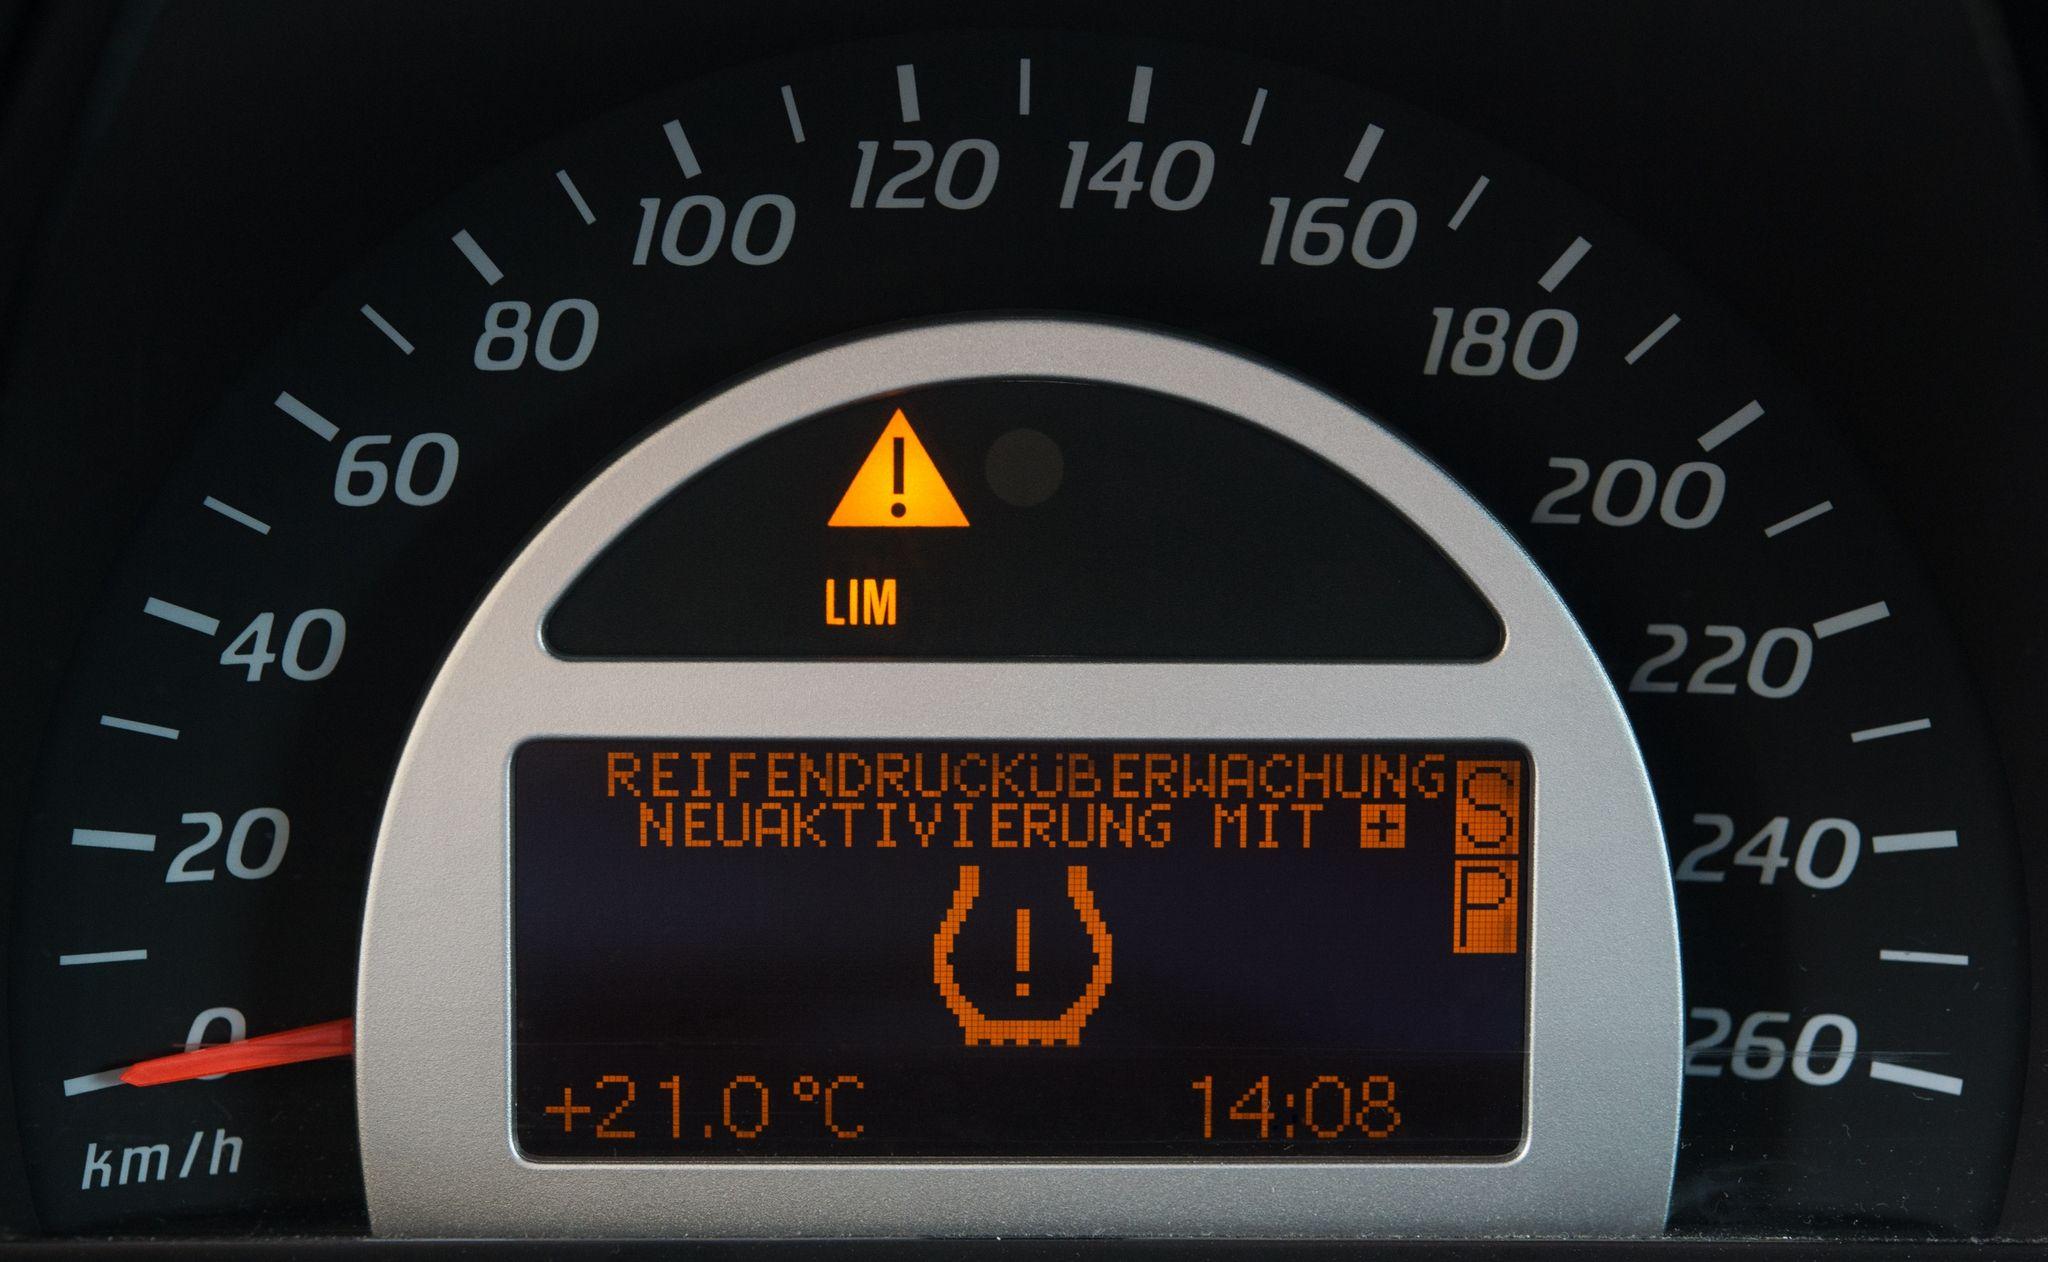 120 140
100 160
80 180
60 200
LIM
40 220
REIFENDRUCKÜBERWACHUNG S
NEUAKTIVIERUNG MIT +
20 240
P
0 260
+21.0 °C 14:08
km/h